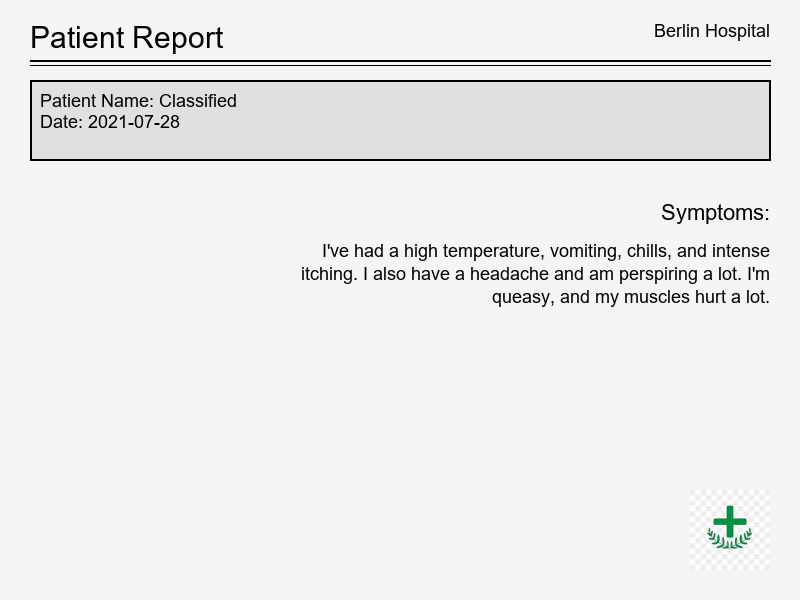 Patient Report
Berlin Hospital
Patient Name: Classified
Date: 2021-07-28
Symptoms:
I've had a high temperature, vomiting, chills, and intense
itching. I also have a headache and am perspiring a lot. I'm
queasy, and my muscles hurt a lot.